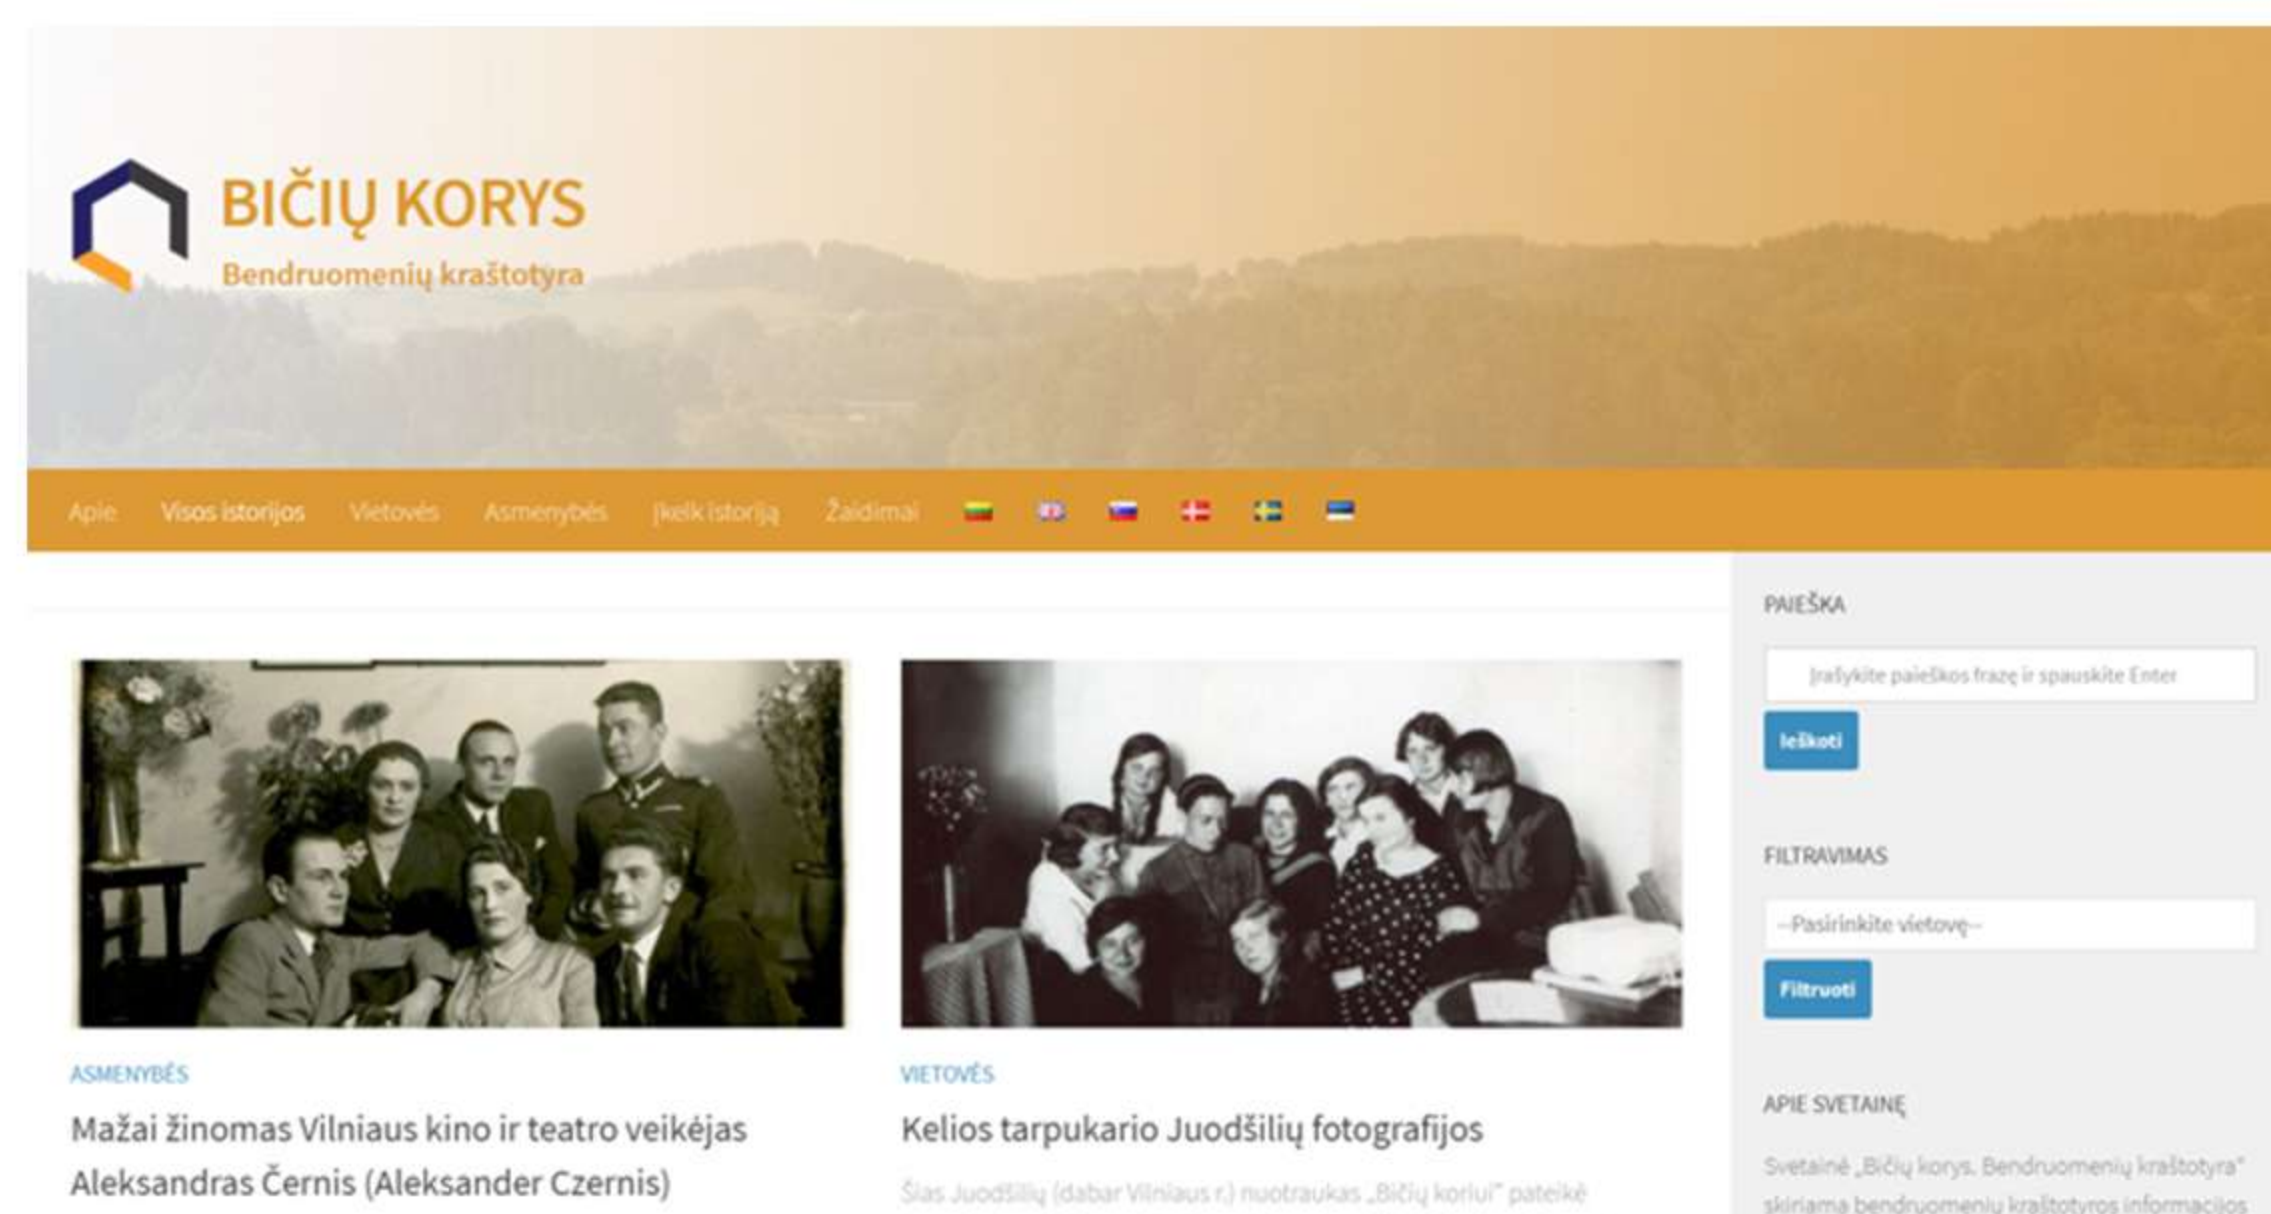 BIČIŲ KORYS
Bendruomenių kraštotyra
Apie Visos istorijos Vietovės Asmenybės Įkelk istoriją Žaidimai
PAIEŠKA
Įrašykite paieškos frazę ir spauskite Enter
Ieškoti
FILTRAVIMAS
--Pasirinkite vietovę--
Filtruoti
ASMENYBĖS
Mažai žinomas Vilniaus kino ir teatro veikėjas
Aleksandras Černis (Aleksander Czernis)
VIETOVĖS
Kelios tarpukario Juodšilių fotografijos
Šias Juodšilių (dabar Vilniaus r.) nuotraukas „Bičių koriui" pateikė
APIE SVETAINĘ
Svetainė „Bičių korys. Bendruomenių kraštotyra"
skiriama bendruomenių kraštotyros informacijos